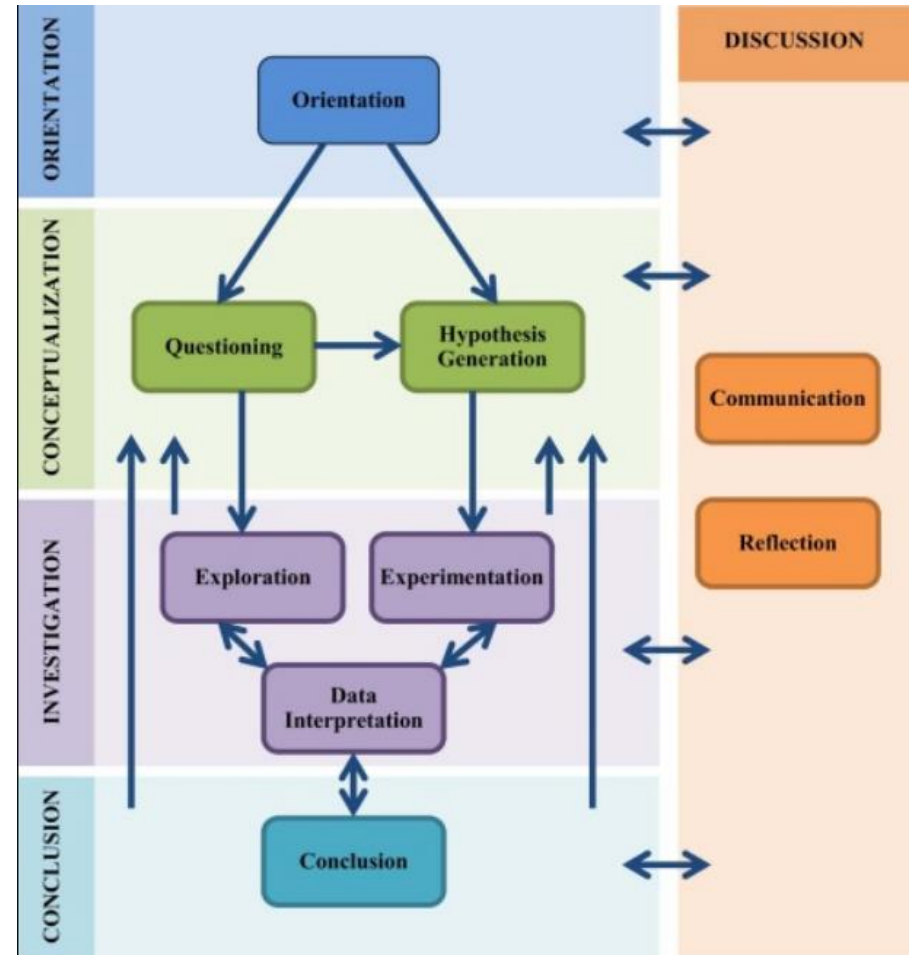 ORIENTATION
Orientation
CONCEPTUALIZATION
Questioning
Hypothesis
Generation
INVESTIGATION
Exploration
Experimentation
Data
Interpretation
CONCLUSION
Conclusion
DISCUSSION
Communication
Reflection